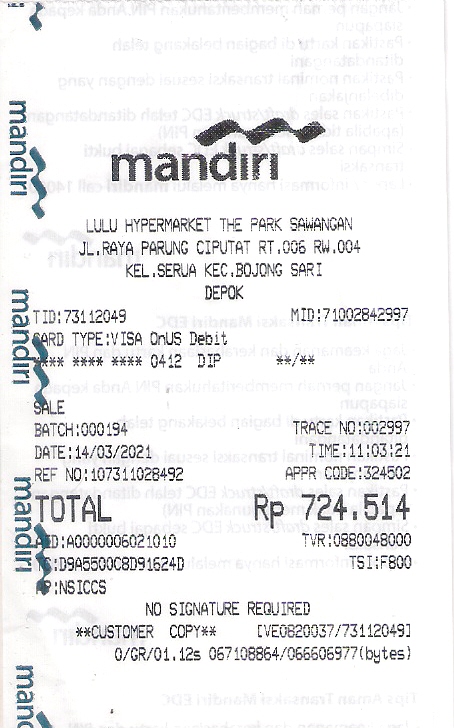 mandiri
LULU HYPERMARKET THE PARK SAWANGAN
JL.RAYA PARUNG CIPUTAT RT.006 RW.004
KEL.SERUA KEC.BOJONG SARI
DEPOK
TID:73112049 MID:71002842997
CARD TYPE:VISA OnUS Debit
**** **** **** 0412 DIP **/**
SALE
BATCH:000194 TRACE NO:002997
DATE:14/03/2021 TIME:11:03:21
REF NO:107311028492 APPR CODE:324502
TOTAL Rp 724.514
AID:A0000006021010 TVR:0880048000
TC:D9A5500C8D91624D TSI:F800
AP:NSICCS
NO SIGNATURE REQUIRED
**CUSTOMER COPY** [VE0820037/73112049]
0/GR/01.12s 067108864/066606977(bytes)
mandiri
mandiri
mandiri
mand